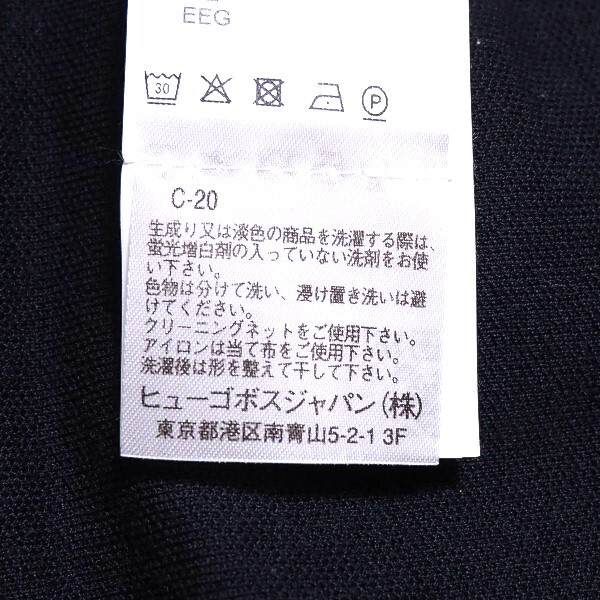 EEG
30
P
C-20
生成り又は淡色の商品を洗濯する際は、
蛍光増白剤の入っていない洗剤をお使
い下さい。
色物は分けて洗い、浸け置き洗いは避
けてください。
クリーニングネットをご使用下さい。
アイロンは当て布をご使用下さい。
洗濯後は形を整えて干して下さい。
ヒューゴボスジャパン(株)
東京都港区南青山5-2-1 3F